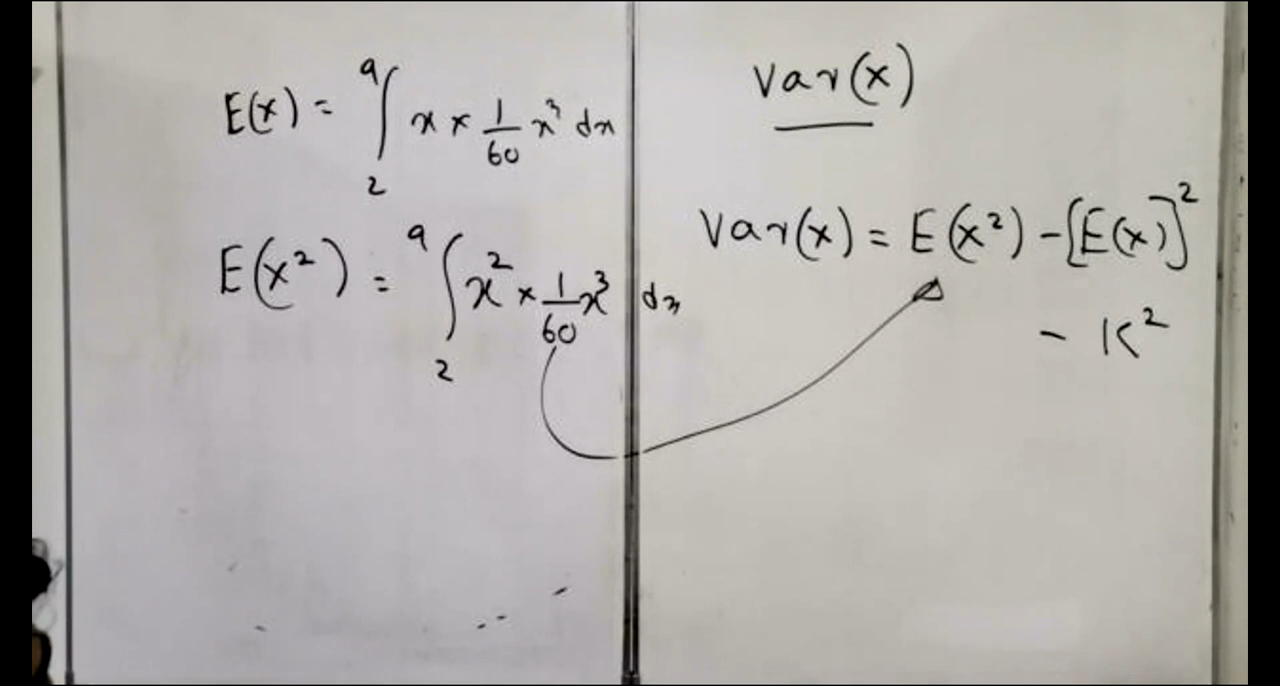 E(x) = ∫₂⁹ x × 1/60 x³ dx
E(x²) = ∫₂⁹ x² × 1/60 x³ dx
Var(x)
Var(x) = E(x²) - [E(x)]²
- K²